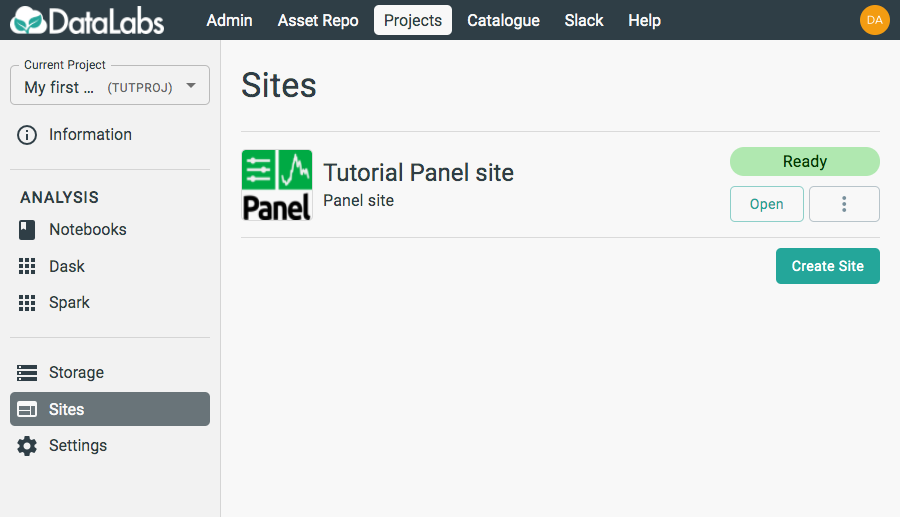 DataLabs
Admin
Asset Repo
Projects
Catalogue
Slack
Help
DA
Current Project
My first ... (TUTPROJ)
Information
ANALYSIS
Notebooks
Dask
Spark
Storage
Sites
Settings
Sites
Panel
Tutorial Panel site
Panel site
Ready
Open
Create Site